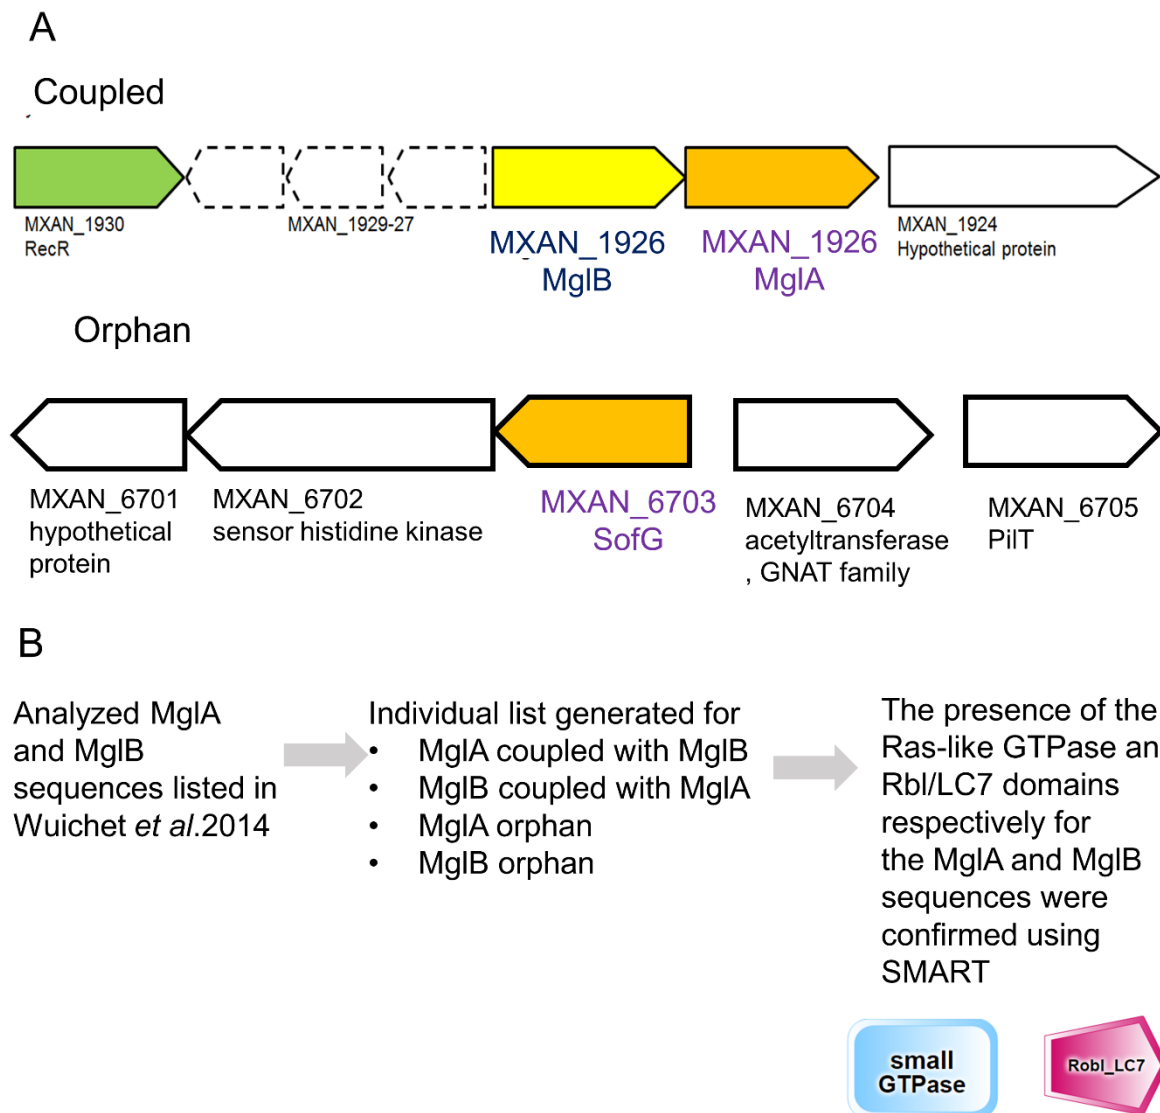 A
Coupled
MXAN_1930
RecR
MXAN_1929-27
MXAN_1926
MglB
MXAN_1926
MglA
MXAN_1924
Hypothetical protein
Orphan
MXAN_6701
hypothetical
protein
MXAN_6702
sensor histidine kinase
MXAN_6703
SofG
MXAN_6704
acetyltransferase
, GNAT family
MXAN_6705
PilT
B
Analyzed MglA
and MglB
sequences listed in
Wuichet et al.2014
Individual list generated for
• MglA coupled with MglB
• MglB coupled with MglA
• MglA orphan
• MglB orphan
The presence of the
Ras-like GTPase an
Rbl/LC7 domains
respectively for
the MglA and MglB
sequences were
confirmed using
SMART
small
GTPase
Robl_LC7